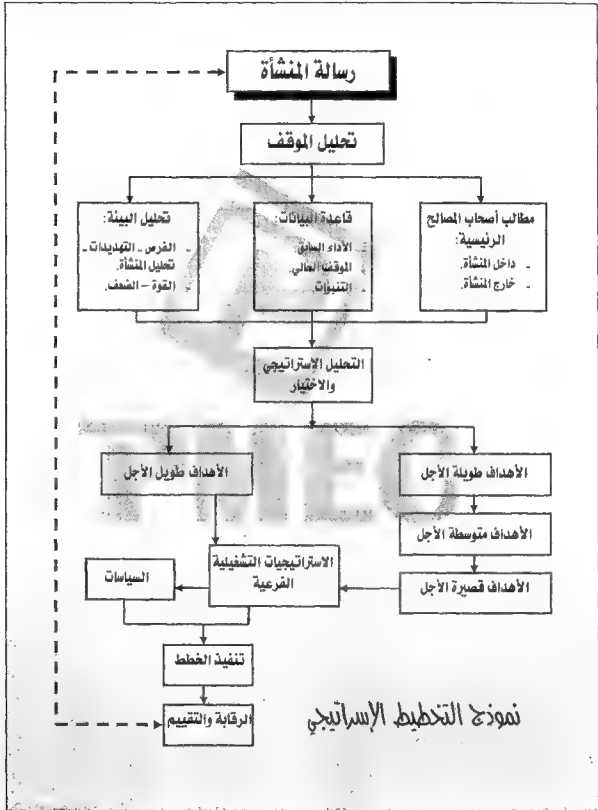 رسالة المنشأة
تحليل الموقف
مطالب أصحاب المصالح
الرئيسية:
- داخل المنشأة.
- خارج المنشأة.
قاعدة البيانات:
- الأداء السابق.
- الموقف الحالي.
- التنبؤات.
تحليل البيئة:
- الفرص - التهديدات -
تحليل المنشأة.
- القوة - الضعف.
التحليل الاستراتيجي
والاختيار
الأهداف طويلة الأجل
الأهداف طويل الأجل
الأهداف متوسطة الأجل
الأهداف قصيرة الأجل
الاستراتيجيات التشغيلية
الفرعية
السياسات
تنفيذ الخطط
الرقابة والتقييم
نموذج التخطيط الإستراتيجي
TMEC